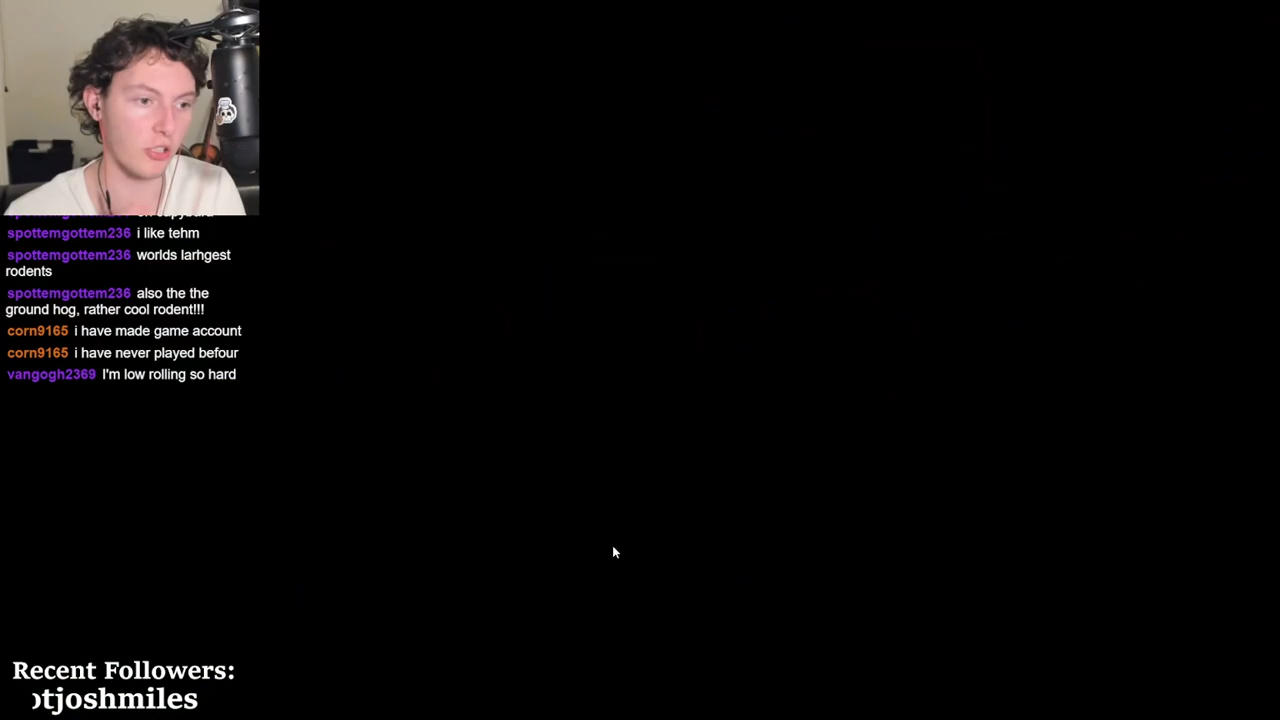 spottemgottem236 i like tehm
spottemgottem236 worlds larhgest
rodents
spottemgottem236 also the the
ground hog, rather cool rodent!!!
corn9165 i have made game account
corn9165 i have never played befour
vangogh2369 I'm low rolling so hard
Recent Followers:
otjoshmiles